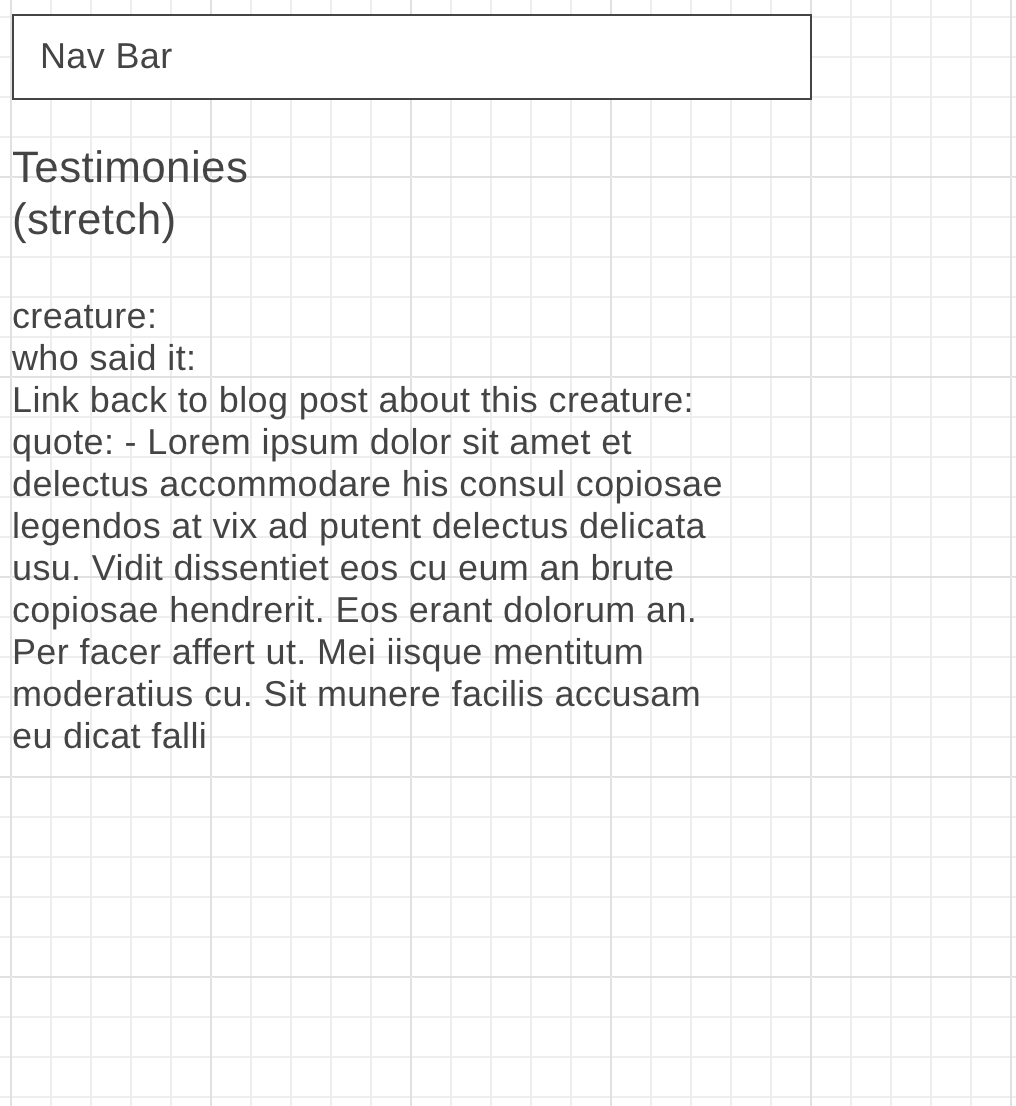 Nav Bar
Testimonies
(stretch)
creature:
who said it:
Link back to blog post about this creature:
quote: - Lorem ipsum dolor sit amet et
delectus accommodare his consul copiosae
legendos at vix ad putent delectus delicata
usu. Vidit dissentiet eos cu eum an brute
copiosae hendrerit. Eos erant dolorum an.
Per facer affert ut. Mei iisque mentitum
moderatius cu. Sit munere facilis accusam
eu dicat falli